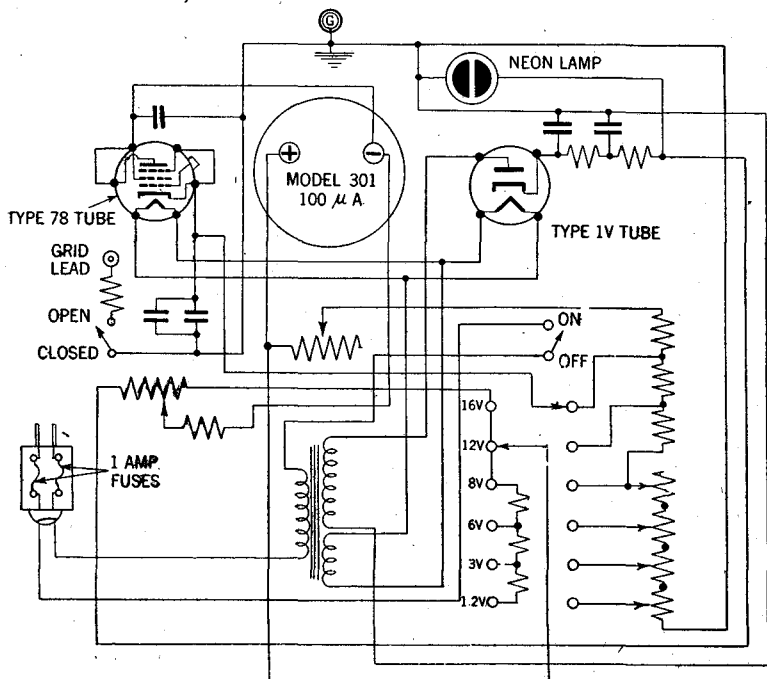 G
NEON LAMP
+
−
MODEL 301
100 μ A.
TYPE 78 TUBE
TYPE 1V TUBE
GRID
LEAD
OPEN
CLOSED
ON
OFF
16V
12V
8V
6V
3V
1.2V
1 AMP.
FUSES